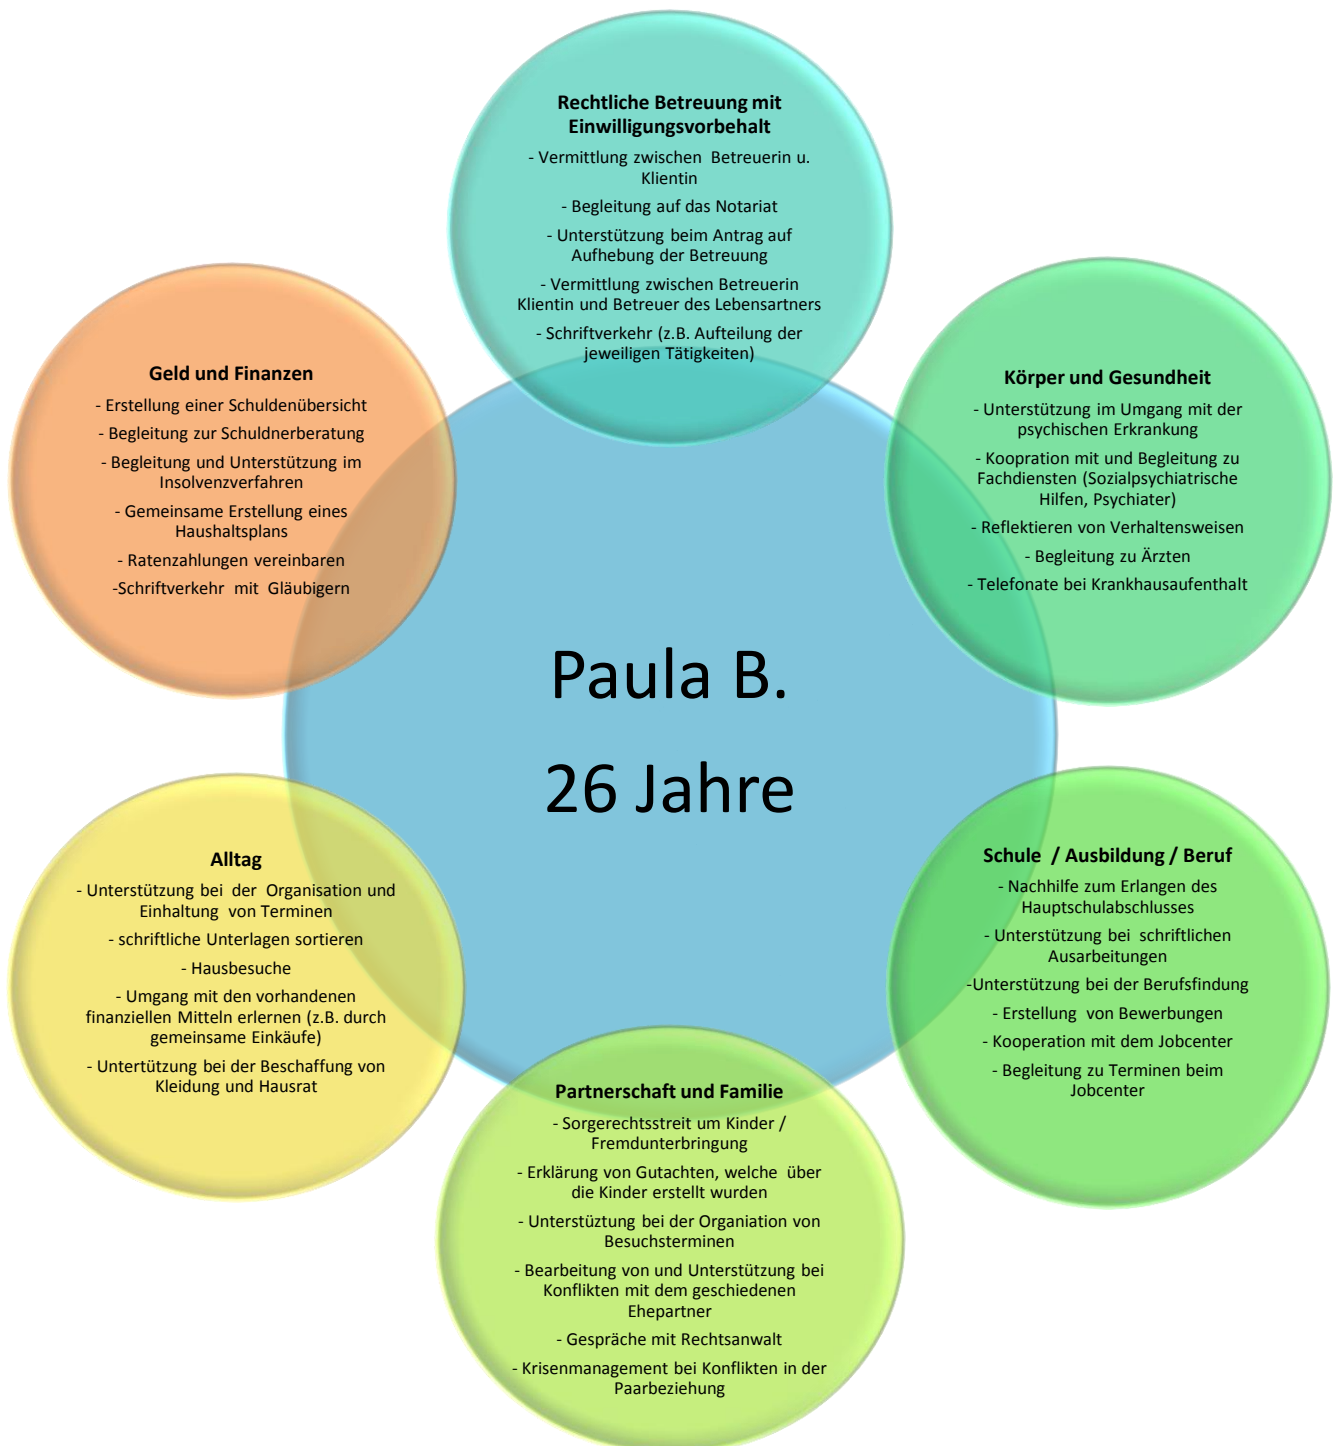 Rechtliche Betreuung mit
Einwilligungsvorbehalt
- Vermittlung zwischen Betreuerin u.
Klientin
- Begleitung auf das Notariat
- Unterstützung beim Antrag auf
Aufhebung der Betreuung
- Vermittlung zwischen Betreuerin
Klientin und Betreuer des Lebensartners
- Schriftverkehr (z.B. Aufteilung der
jeweiligen Tätigkeiten)
Körper und Gesundheit
- Unterstützung im Umgang mit der
psychischen Erkrankung
- Koopration mit und Begleitung zu
Fachdiensten (Sozialpsychiatrische
Hilfen, Psychiater)
- Reflektieren von Verhaltensweisen
- Begleitung zu Ärzten
- Telefonate bei Krankhausaufenthalt
Schule / Ausbildung / Beruf
- Nachhilfe zum Erlangen des
Hauptschulabschlusses
- Unterstützung bei schriftlichen
Ausarbeitungen
-Unterstützung bei der Berufsfindung
- Erstellung von Bewerbungen
- Kooperation mit dem Jobcenter
- Begleitung zu Terminen beim
Jobcenter
Partnerschaft und Familie
- Sorgerechtsstreit um Kinder /
Fremdunterbringung
- Erklärung von Gutachten, welche über
die Kinder erstellt wurden
- Unterstüztung bei der Organiation von
Besuchsterminen
- Bearbeitung von und Unterstützung bei
Konflikten mit dem geschiedenen
Ehepartner
- Gespräche mit Rechtsanwalt
- Krisenmanagement bei Konflikten in der
Paarbeziehung
Alltag
- Unterstützung bei der Organisation und
Einhaltung von Terminen
- schriftliche Unterlagen sortieren
- Hausbesuche
- Umgang mit den vorhandenen
finanziellen Mitteln erlernen (z.B. durch
gemeinsame Einkäufe)
- Untertützung bei der Beschaffung von
Kleidung und Hausrat
Geld und Finanzen
- Erstellung einer Schuldenübersicht
- Begleitung zur Schuldnerberatung
- Begleitung und Unterstützung im
Insolvenzverfahren
- Gemeinsame Erstellung eines
Haushaltsplans
- Ratenzahlungen vereinbaren
-Schriftverkehr mit Gläubigern
Paula B.
26 Jahre